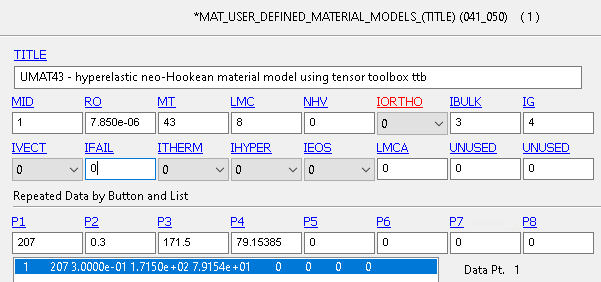 *MAT_USER_DEFINED_MATERIAL_MODELS_(TITLE) (041_050) ( 1 )
TITLE
UMAT43 - hyperelastic neo-Hookean material model using tensor toolbox ttb
MID RO MT LMC NHV IORTHO IBULK IG
1 7.850e-06 43 8 0 0 3 4
IVECT IFAIL ITHERM IHYPER IEOS LMCA UNUSED UNUSED
0 0 0 0 0 0 0 0
Repeated Data by Button and List
P1 P2 P3 P4 P5 P6 P7 P8
207 0.3 171.5 79.15385 0 0 0 0
1 207 3.0000e-01 1.7150e+02 7.9154e+01 0 0 0 0 Data Pt. 1